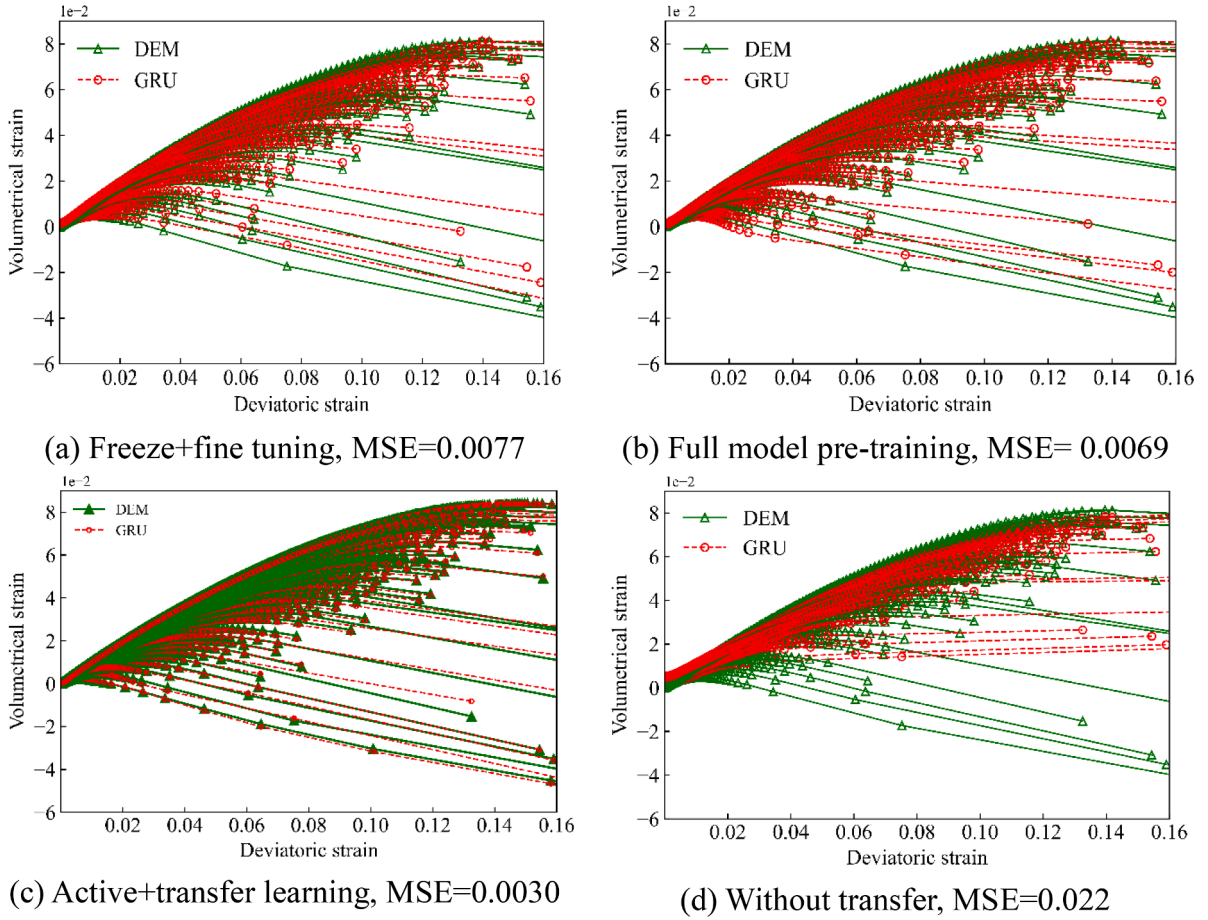 1e−2
8
6
4
2
0
−2
−4
−6
DEM
GRU
Volumetrical strain
0.02 0.04 0.06 0.08 0.10 0.12 0.14 0.16
Deviatoric strain
(a) Freeze+fine tuning, MSE=0.0077
1e 2
8
6
4
2
0
−2
−4
−6
DEM
GRU
Volumetrical strain
0.02 0.04 0.06 0.08 0.10 0.12 0.14 0.16
Deviatoric strain
(b) Full model pre-training, MSE= 0.0069
1e−2
8
6
4
2
0
−2
−4
−6
DEM
GRU
Volumetrical strain
0.02 0.04 0.06 0.08 0.10 0.12 0.14 0.16
Deviatoric strain
(c) Active+transfer learning, MSE=0.0030
1e−2
8
6
4
2
0
−2
−4
−6
DEM
GRU
Volumetrical strain
0.02 0.04 0.06 0.08 0.10 0.12 0.14 0.16
Deviatoric strain
(d) Without transfer, MSE=0.022